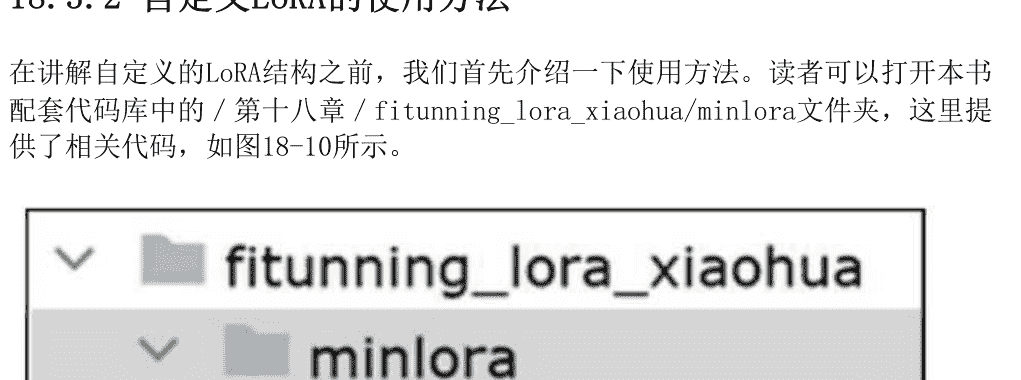 18.3.2 自定义LoRA的使用方法
在讲解自定义的LoRA结构之前，我们首先介绍一下使用方法。读者可以打开本书
配套代码库中的/第十八章/fitunning_lora_xiaohua/minlora文件夹，这里提
供了相关代码，如图18-10所示。
fitunning_lora_xiaohua
minlora